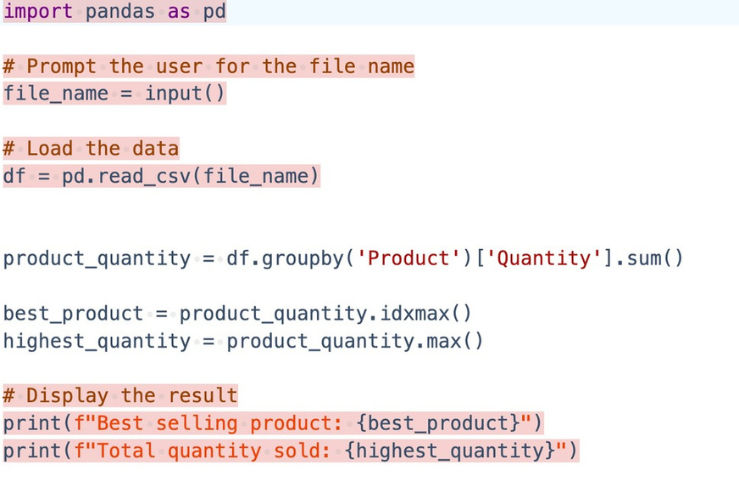 import pandas as pd
# Prompt the user for the file name
file_name = input()
# Load the data
df = pd.read_csv(file_name)
product_quantity = df.groupby('Product')['Quantity'].sum()
best_product = product_quantity.idxmax()
highest_quantity = product_quantity.max()
# Display the result
print(f"Best selling product: {best_product}")
print(f"Total quantity sold: {highest_quantity}")